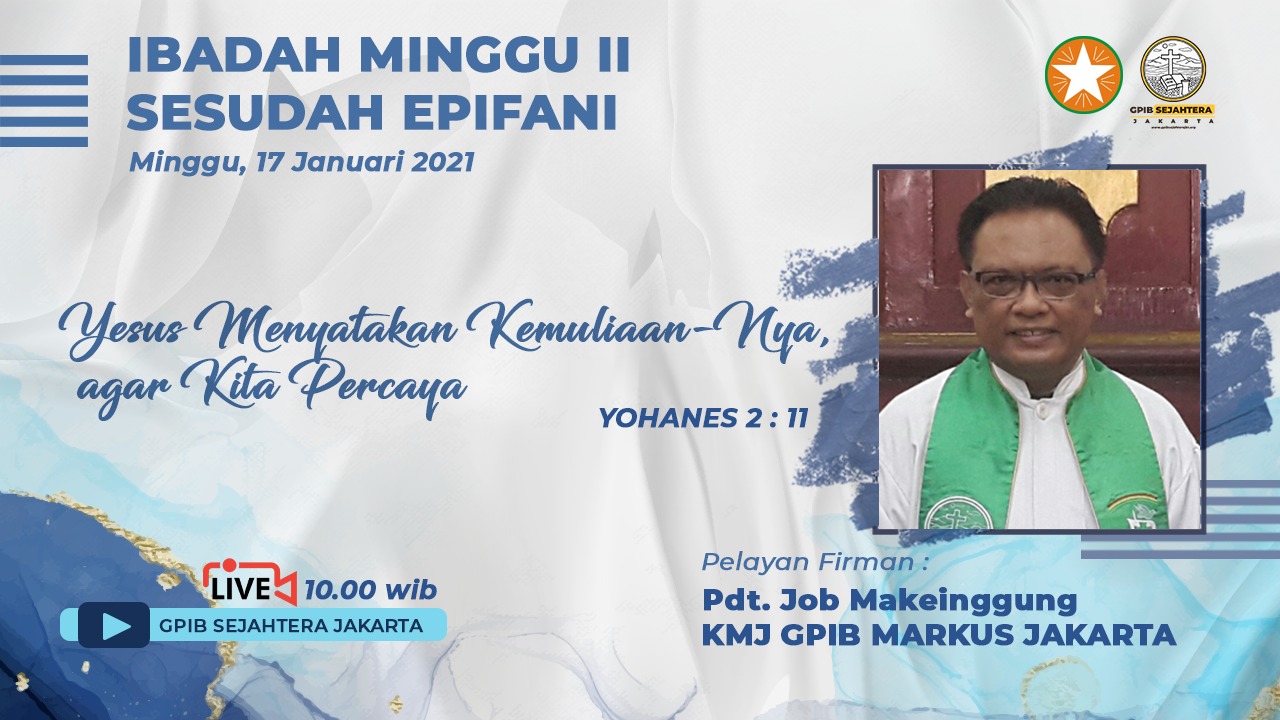 IBADAH MINGGU II
SESUDAH EPIFANI
Minggu, 17 Januari 2021
GPIB SEJAHTERA
JAKARTA
Yesus Menyatakan Kemuliaan-Nya,
agar Kita Percaya
YOHANES 2 : 11
LIVE 10.00 wib
GPIB SEJAHTERA JAKARTA
Pelayan Firman :
Pdt. Job Makeinggung
KMJ GPIB MARKUS JAKARTA